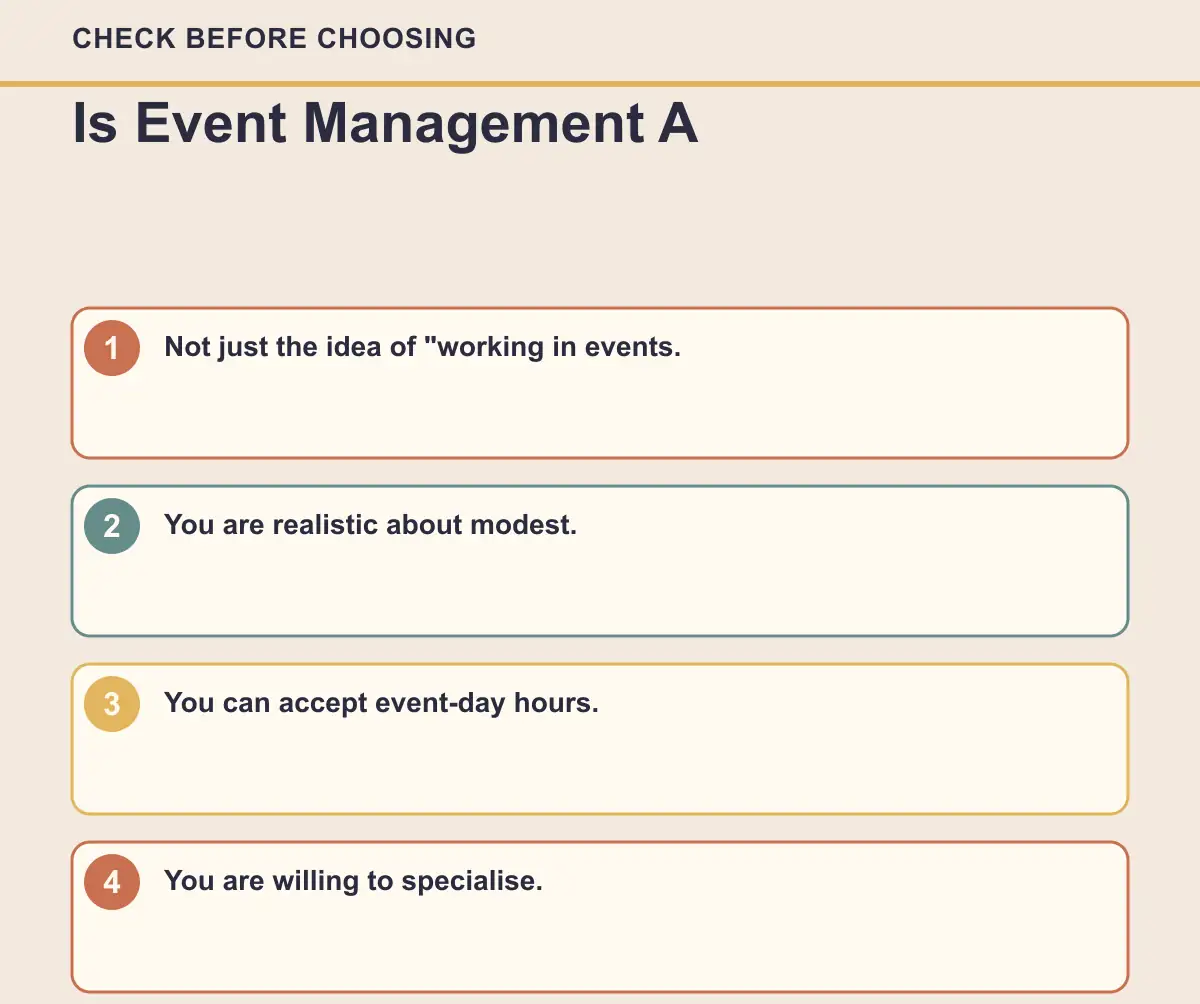 CHECK BEFORE CHOOSING
Is Event Management A
1
Not just the idea of "working in events.
2
You are realistic about modest.
3
You can accept event-day hours.
4
You are willing to specialise.